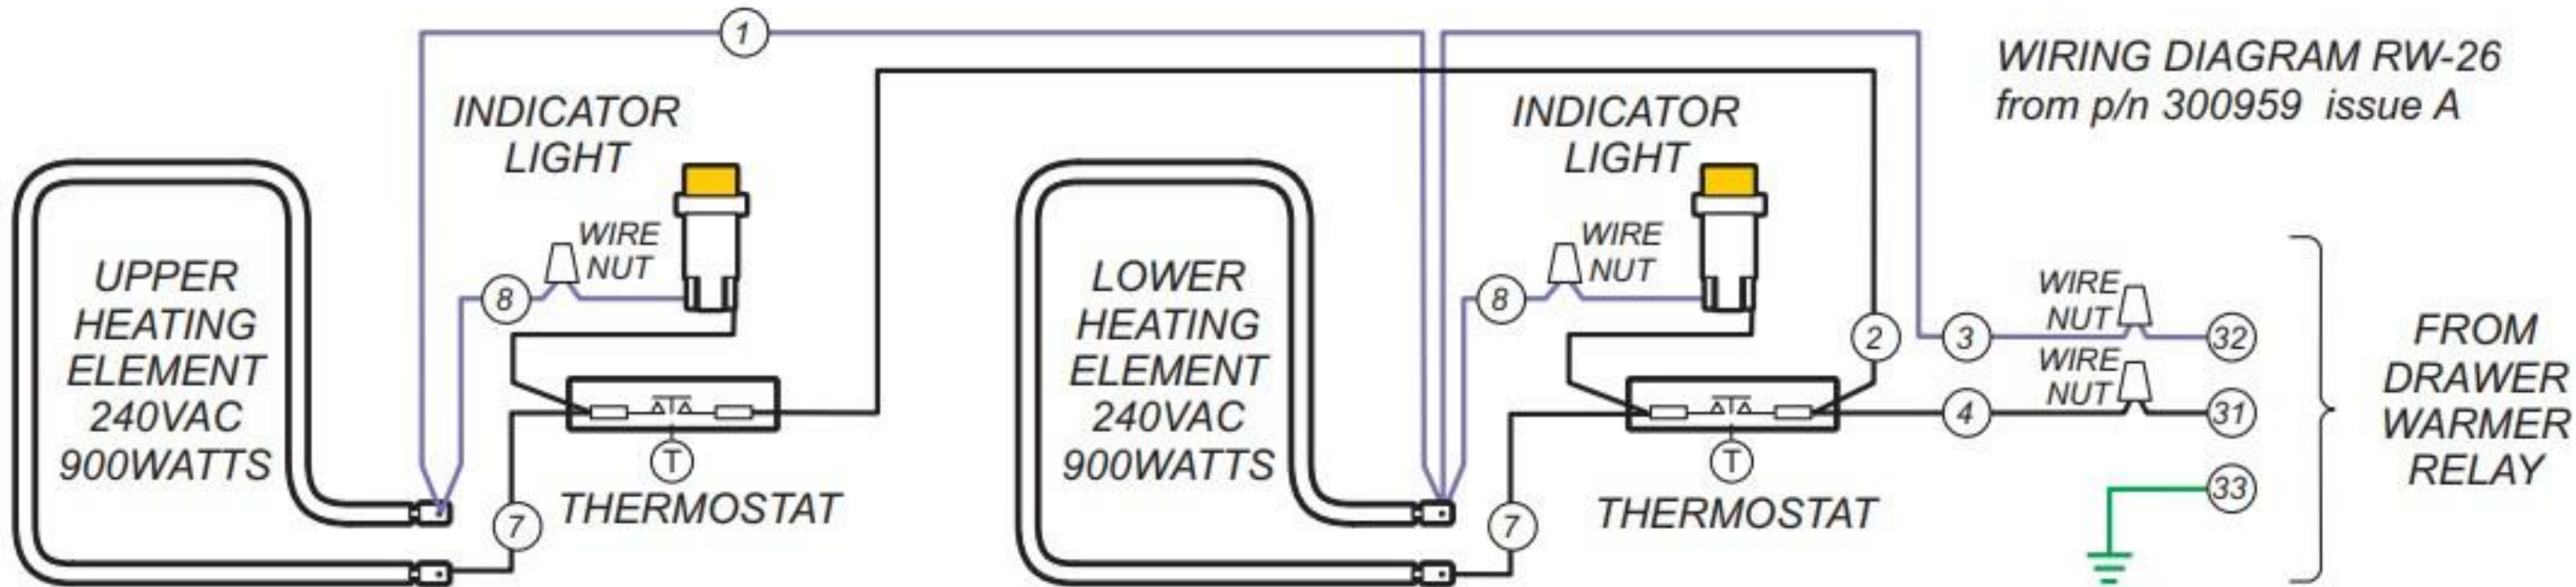 1
WIRING DIAGRAM RW-26
from p/n 300959 issue A
INDICATOR
LIGHT
WIRE
NUT
8
UPPER
HEATING
ELEMENT
240VAC
900WATTS
T
THERMOSTAT
7
INDICATOR
LIGHT
WIRE
NUT
8
LOWER
HEATING
ELEMENT
240VAC
900WATTS
T
THERMOSTAT
7
2
3
WIRE
NUT
32
4
WIRE
NUT
31
33
FROM
DRAWER
WARMER
RELAY